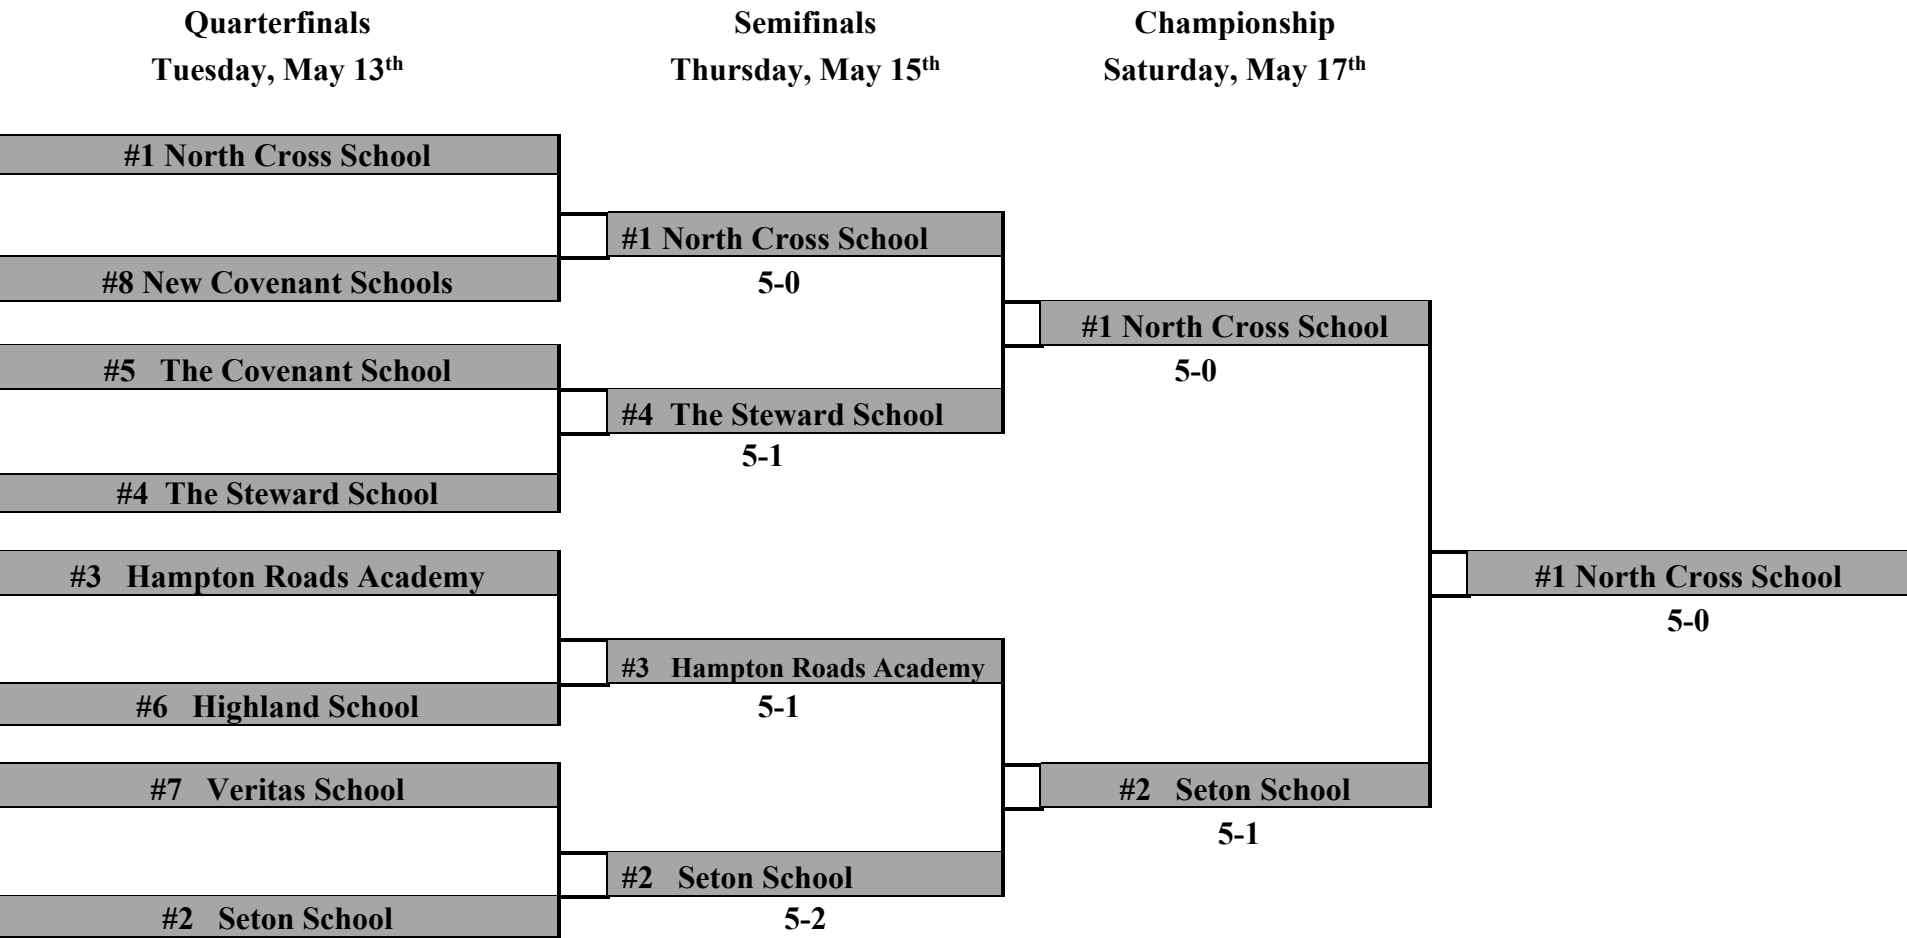 Quarterfinals
Tuesday, May 13th
Semifinals
Thursday, May 15th
Championship
Saturday, May 17th
#1 North Cross School
#8 New Covenant Schools
#5 The Covenant School
#4 The Steward School
#3 Hampton Roads Academy
#6 Highland School
#7 Veritas School
#2 Seton School
#1 North Cross School
5-0
#4 The Steward School
5-1
#3 Hampton Roads Academy
5-1
#2 Seton School
5-2
#1 North Cross School
5-0
#2 Seton School
5-1
#1 North Cross School
5-0